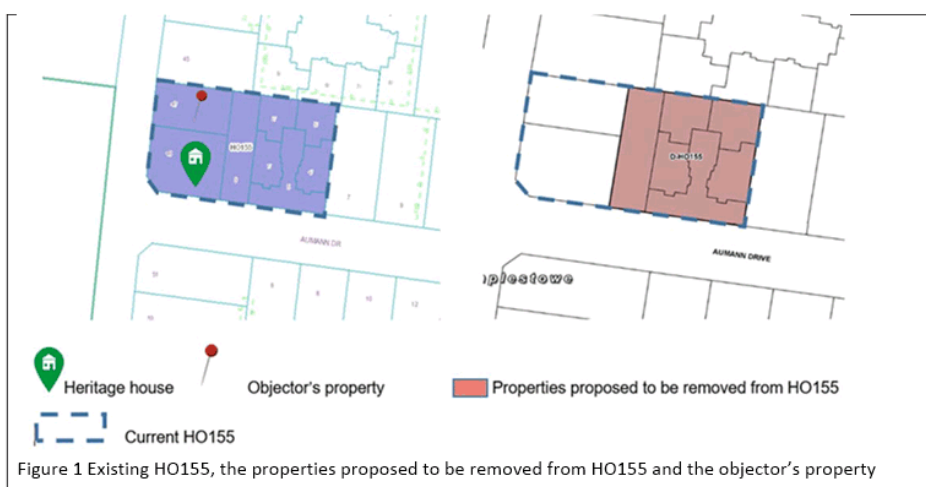 HO155
D-HO155
AUMANN DR
AUMANN DRIVE
plestowe
Heritage house
Objector's property
Properties proposed to be removed from HO155
Current HO155
Figure 1 Existing HO155, the properties proposed to be removed from HO155 and the objector's property